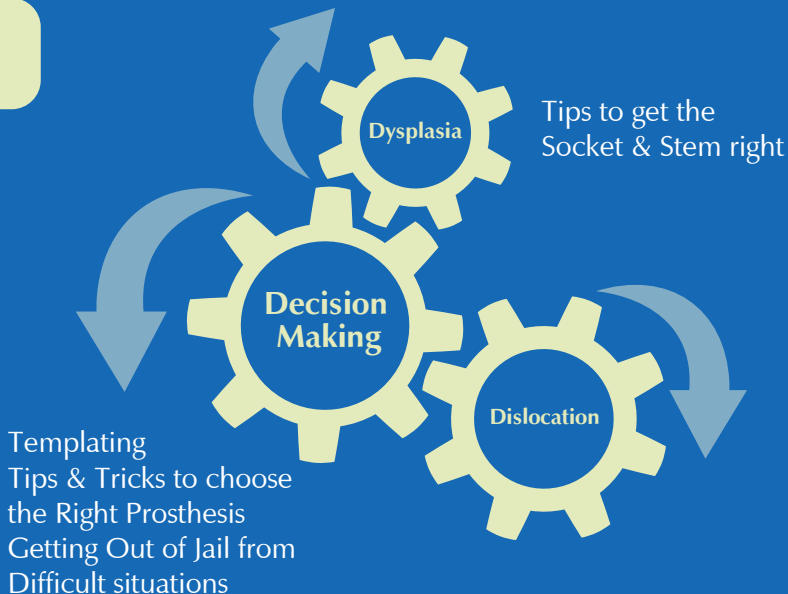 Dysplasia
Tips to get the
Socket & Stem right
Decision
Making
Dislocation
Templating
Tips & Tricks to choose
the Right Prosthesis
Getting Out of Jail from
Difficult situations